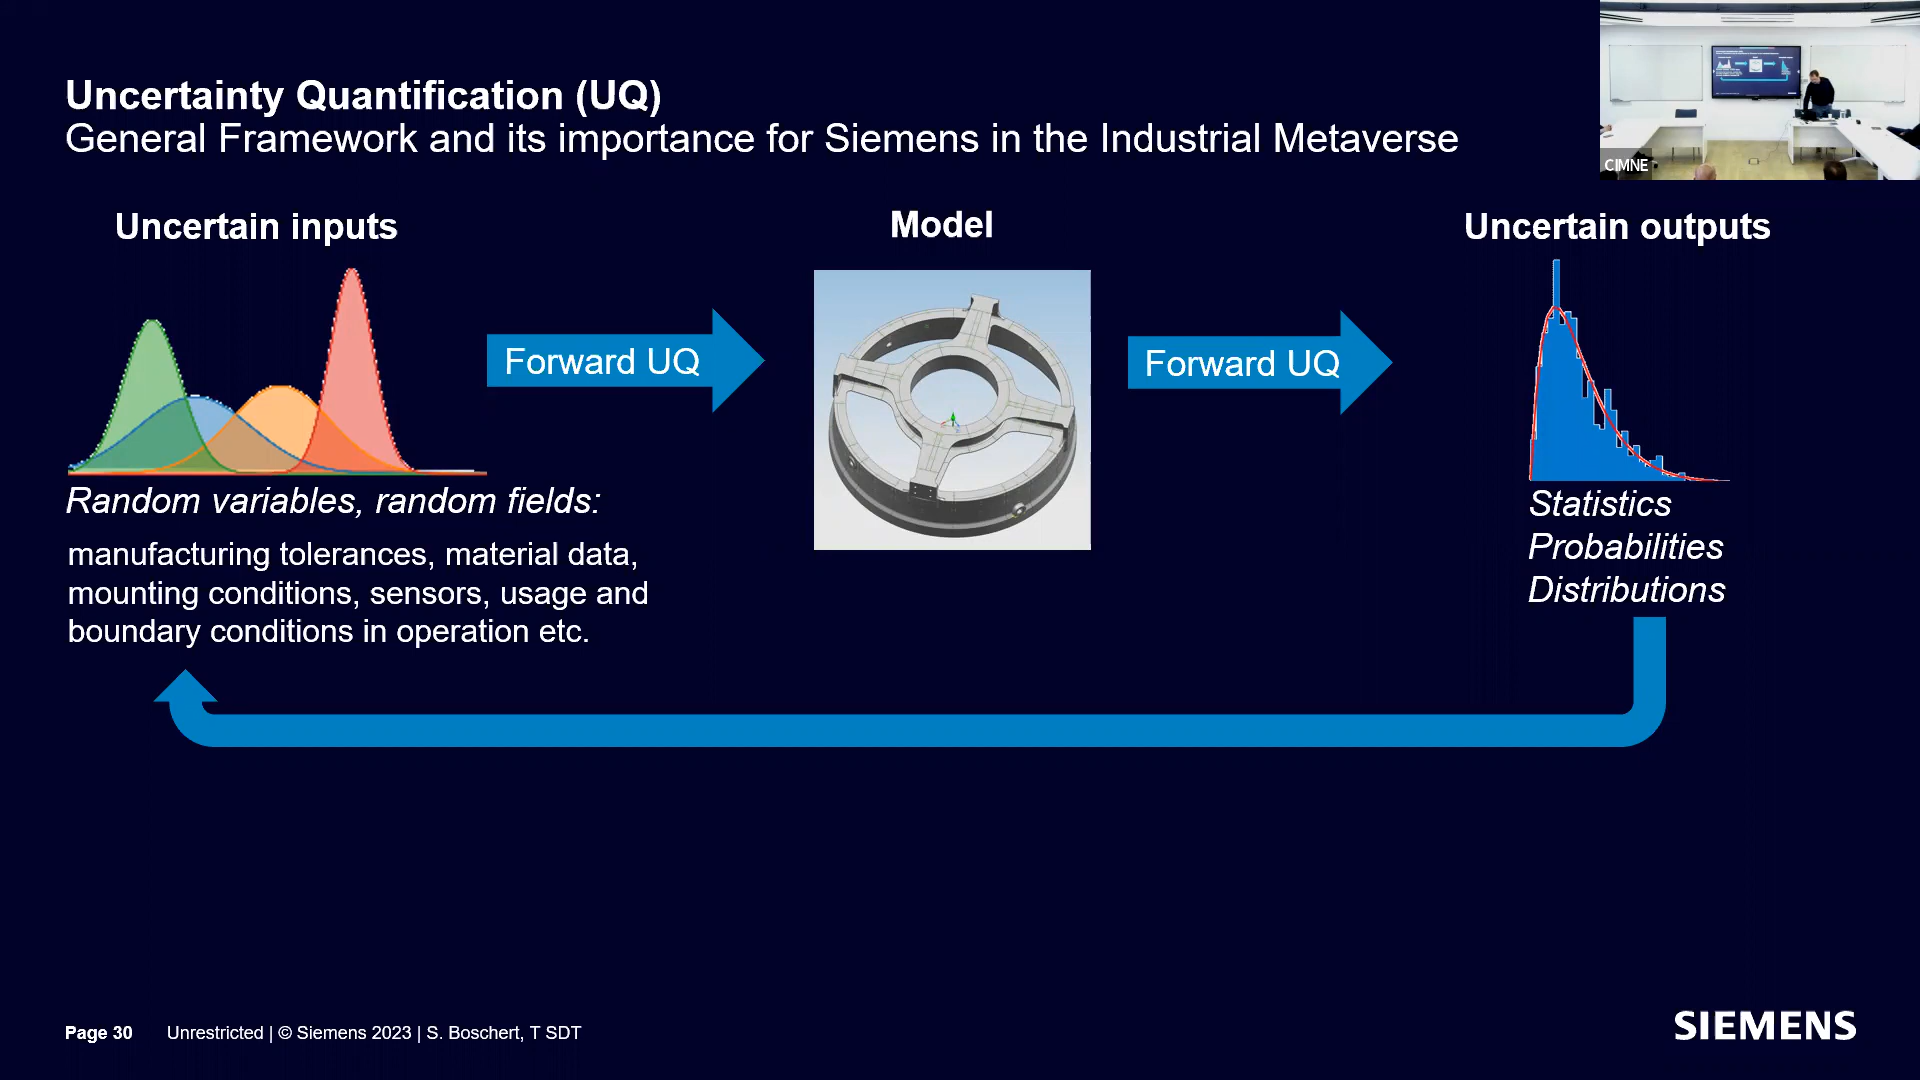 Uncertainty Quantification (UQ)
General Framework and its importance for Siemens in the Industrial Metaverse
CIMNE
Uncertain inputs
Model
Uncertain outputs
Forward UQ
Forward UQ
Random variables, random fields:
manufacturing tolerances, material data,
mounting conditions, sensors, usage and
boundary conditions in operation etc.
Statistics
Probabilities
Distributions
Page 30
Unrestricted | © Siemens 2023 | S. Boschert, T SDT
SIEMENS